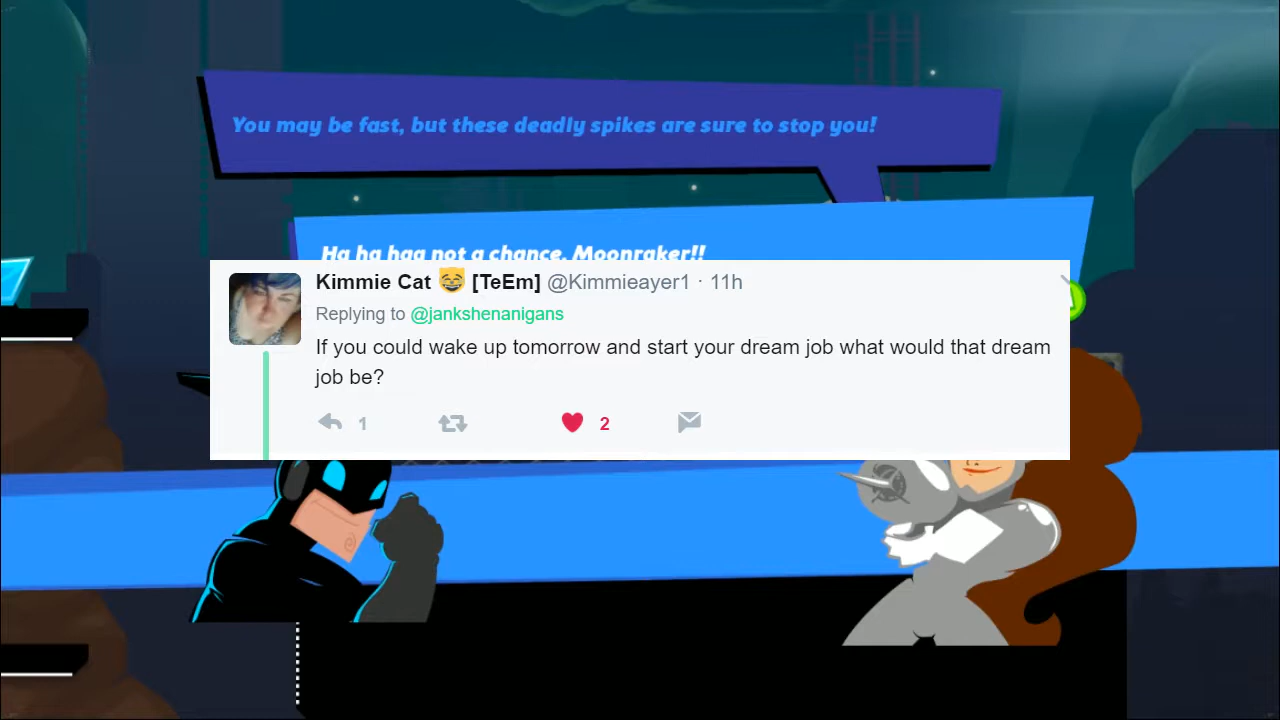 You may be fast, but these deadly spikes are sure to stop you!
Ha ha haa not a chance, Moonraker!!
Kimmie Cat 😹 [TeEm] @Kimmieayer1 · 11h
Replying to @jankshenanigans
If you could wake up tomorrow and start your dream job what would that dream
job be?
1 2